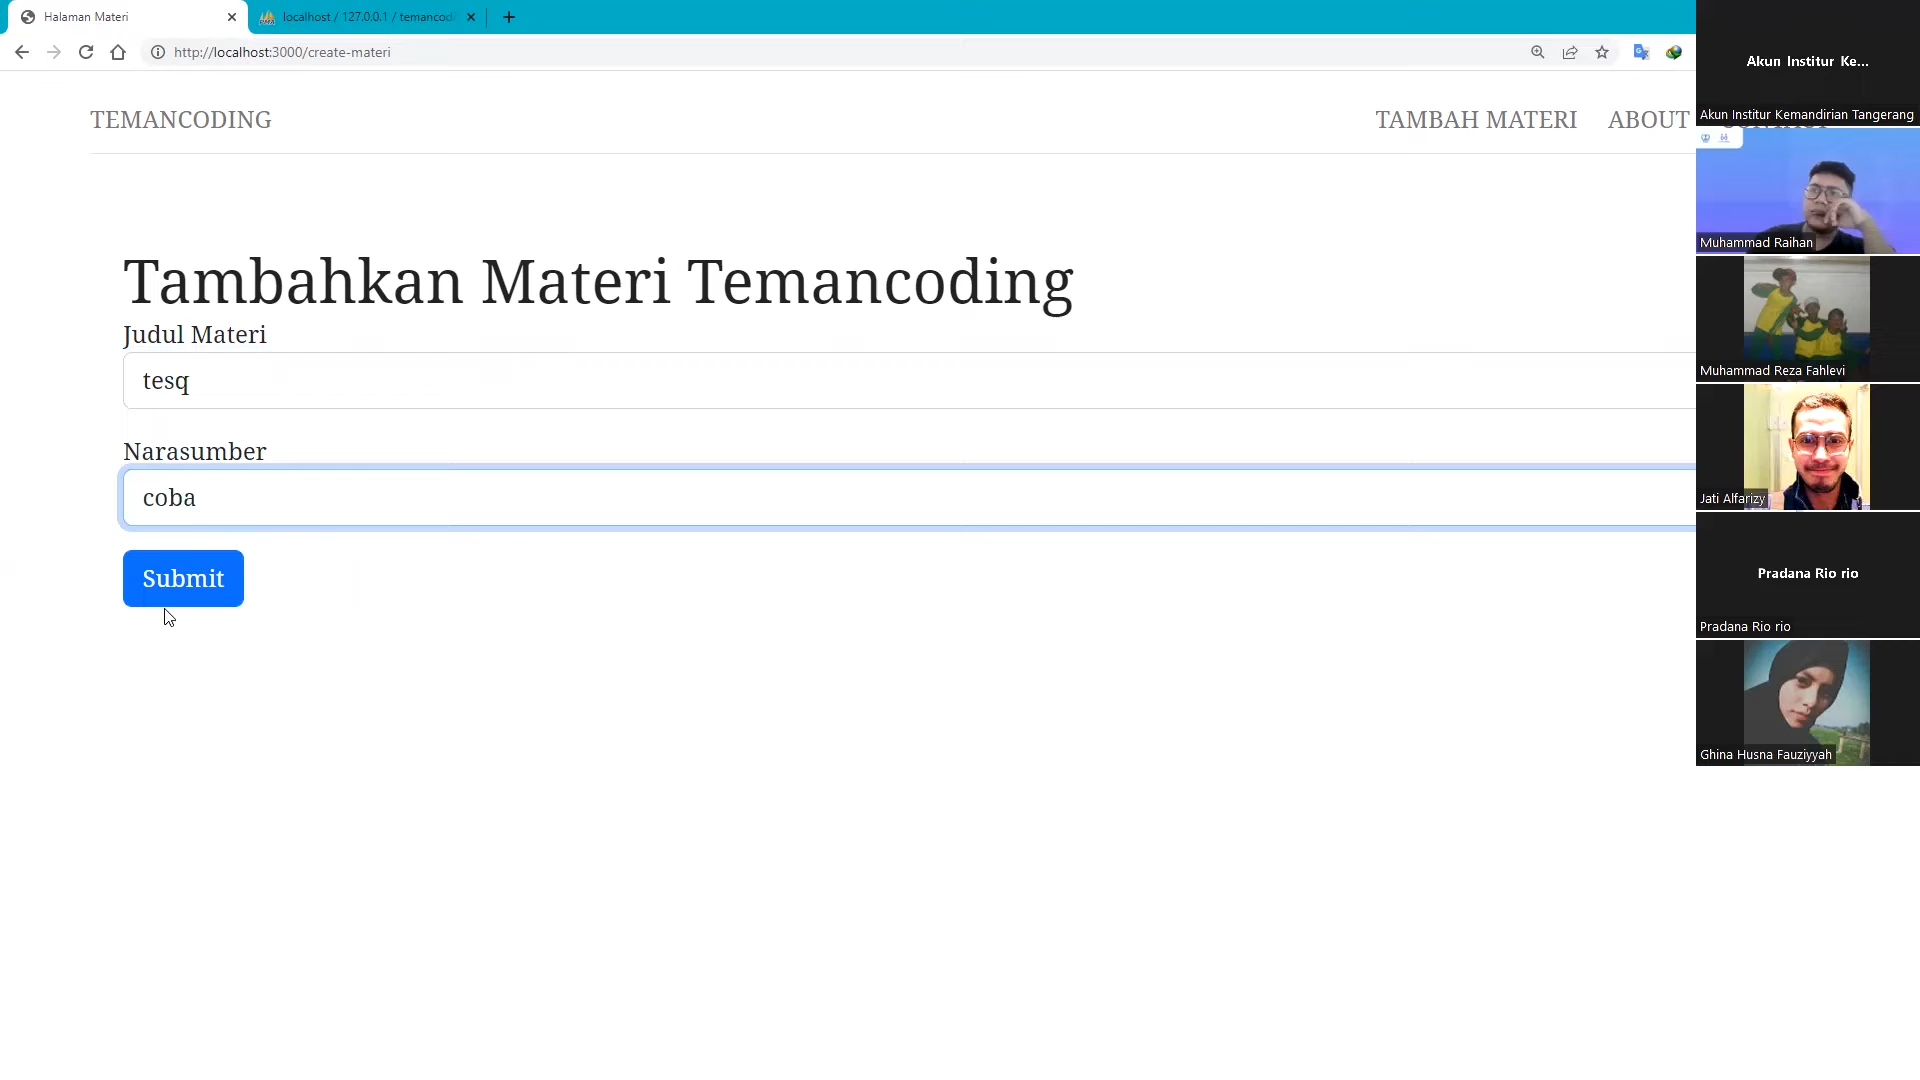 Halaman Materi
localhost / 127.0.0.1 / temancod
http://localhost:3000/create-materi
TEMANCODING
TAMBAH MATERI
ABOUT
Tambahkan Materi Temancoding
Judul Materi
tesq
Narasumber
coba
Submit
Akun Institur Ke...
Akun Institur Kemandirian Tangerang
Muhammad Raihan
Muhammad Reza Fahlevi
Jati Alfarizy
Pradana Rio rio
Pradana Rio rio
Ghina Husna Fauziyyah